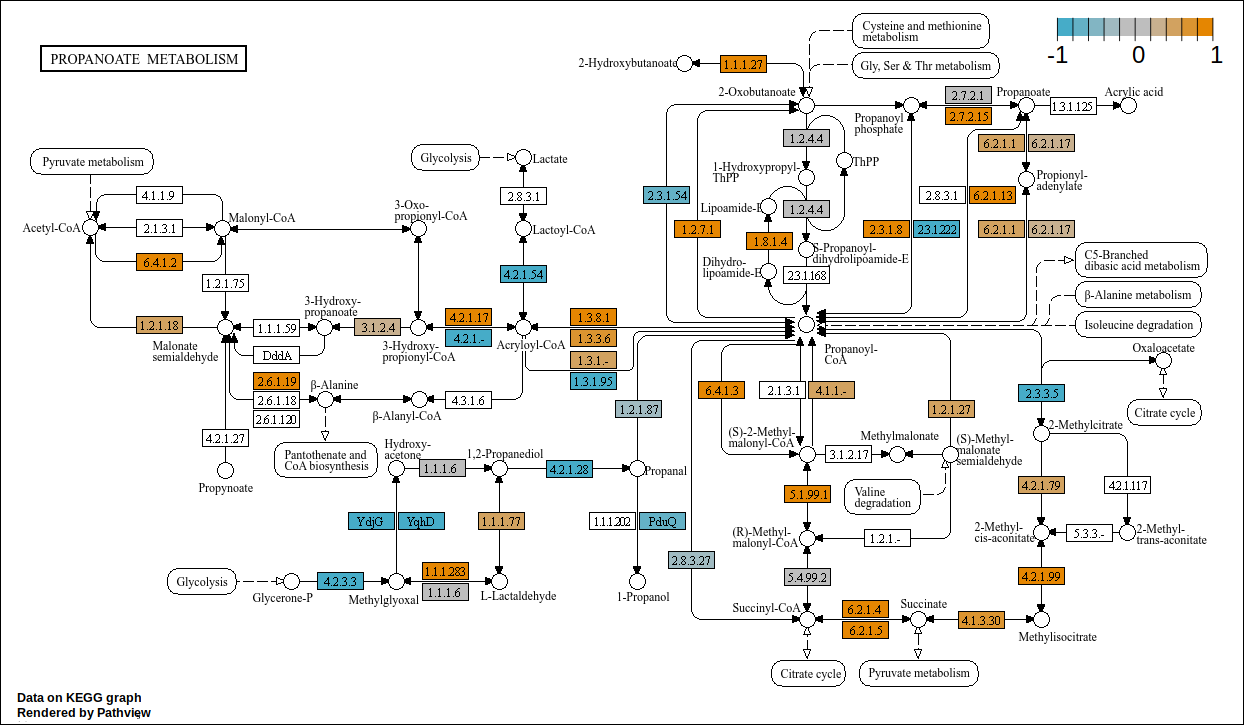 PROPANOATE METABOLISM
-1
0
1
Cysteine and methionine
metabolism
Gly, Ser & Thr metabolism
2-Hydroxybutanoate
1.1.1.27
2-Oxobutanoate
Propanoyl
phosphate
2.7.2.1
2.7.2.15
Propanoate
1.3.1.125
Acrylic acid
1.2.4.4
ThPP
1-Hydroxypropyl-
ThPP
6.2.1.1
6.2.1.17
Propionyl-
adenylate
Pyruvate metabolism
Glycolysis
Lactate
4.1.1.9
2.8.3.1
2.3.1.54
Lipoamide-E
1.2.4.4
2.8.3.1
6.2.1.13
Acetyl-CoA
2.1.3.1
Malonyl-CoA
3-Oxo-
propionyl-CoA
Lactoyl-CoA
1.2.7.1
1.8.1.4
2.3.1.8
2.3.1.222
6.2.1.1
6.2.1.17
6.4.1.2
S-Propanoyl-
dihydrolipoamide-E
Dihydro-
lipoamide-E
2.3.1.168
C5-Branched
dibasic acid metabolism
1.2.1.75
4.2.1.54
β-Alanine metabolism
3-Hydroxy-
propanoate
1.2.1.18
1.1.1.59
3.1.2.4
4.2.1.17
4.2.1.-
1.3.8.1
1.3.3.6
1.3.1.-
1.3.1.95
Isoleucine degradation
Malonate
semialdehyde
DddA
3-Hydroxy-
propionyl-CoA
Acryloyl-CoA
Propanoyl-
CoA
Oxaloacetate
2.6.1.19
2.6.1.18
2.6.1.120
β-Alanine
β-Alanyl-CoA
4.3.1.6
1.2.1.87
6.4.1.3
2.1.3.1
4.1.1.-
1.2.1.27
2.3.3.5
Citrate cycle
4.2.1.27
Propynoate
Pantothenate and
CoA biosynthesis
Hydroxy-
acetone
1.1.1.6
1,2-Propanediol
4.2.1.28
Propanal
(S)-2-Methyl-
malonyl-CoA
3.1.2.17
Methylmalonate
(S)-Methyl-
malonate
semialdehyde
2-Methylcitrate
Valine
degradation
5.1.99.1
4.2.1.79
4.2.1.117
YdjG
YqhD
1.1.1.77
1.1.1.202
PduQ
(R)-Methyl-
malonyl-CoA
1.2.1.-
2-Methyl-
cis-aconitate
5.3.3.-
2-Methyl-
trans-aconitate
2.8.3.27
Glycolysis
Glycerone-P
4.2.3.3
Methylglyoxal
1.1.1.283
1.1.1.6
L-Lactaldehyde
1-Propanol
5.4.99.2
4.2.1.99
Succinyl-CoA
6.2.1.4
6.2.1.5
Succinate
4.1.3.30
Methylisocitrate
Citrate cycle
Pyruvate metabolism
Data on KEGG graph
Rendered by Pathview